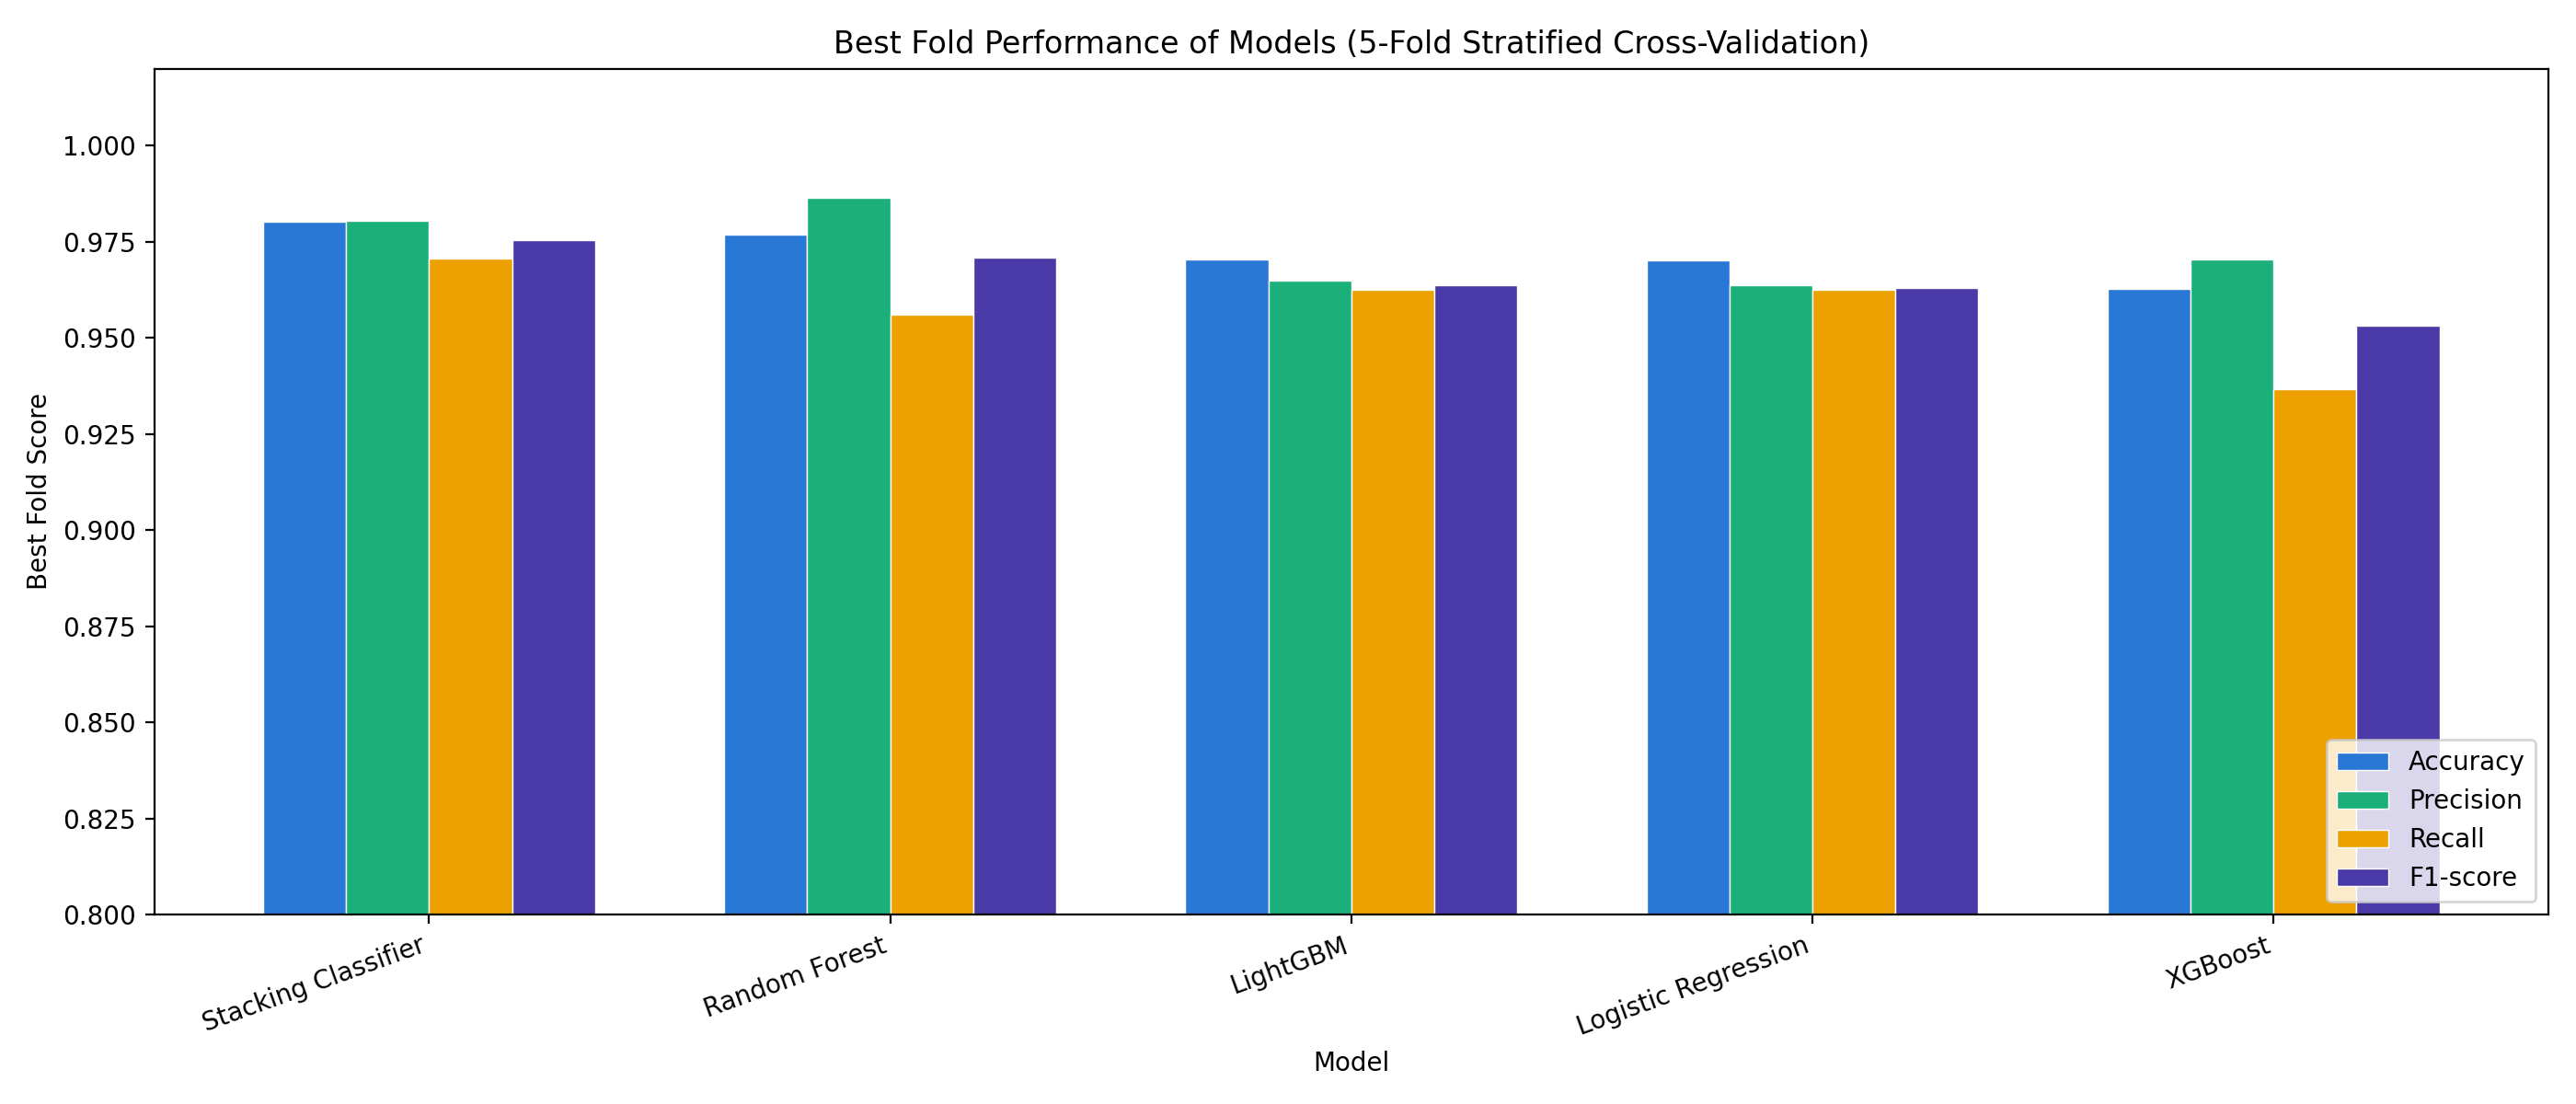 Best Fold Performance of Models (5-Fold Stratified Cross-Validation)
Best Fold Score
1.000
0.975
0.950
0.925
0.900
0.875
0.850
0.825
0.800
Accuracy
Precision
Recall
F1-score
Stacking Classifier
Random Forest
LightGBM
Logistic Regression
XGBoost
Model